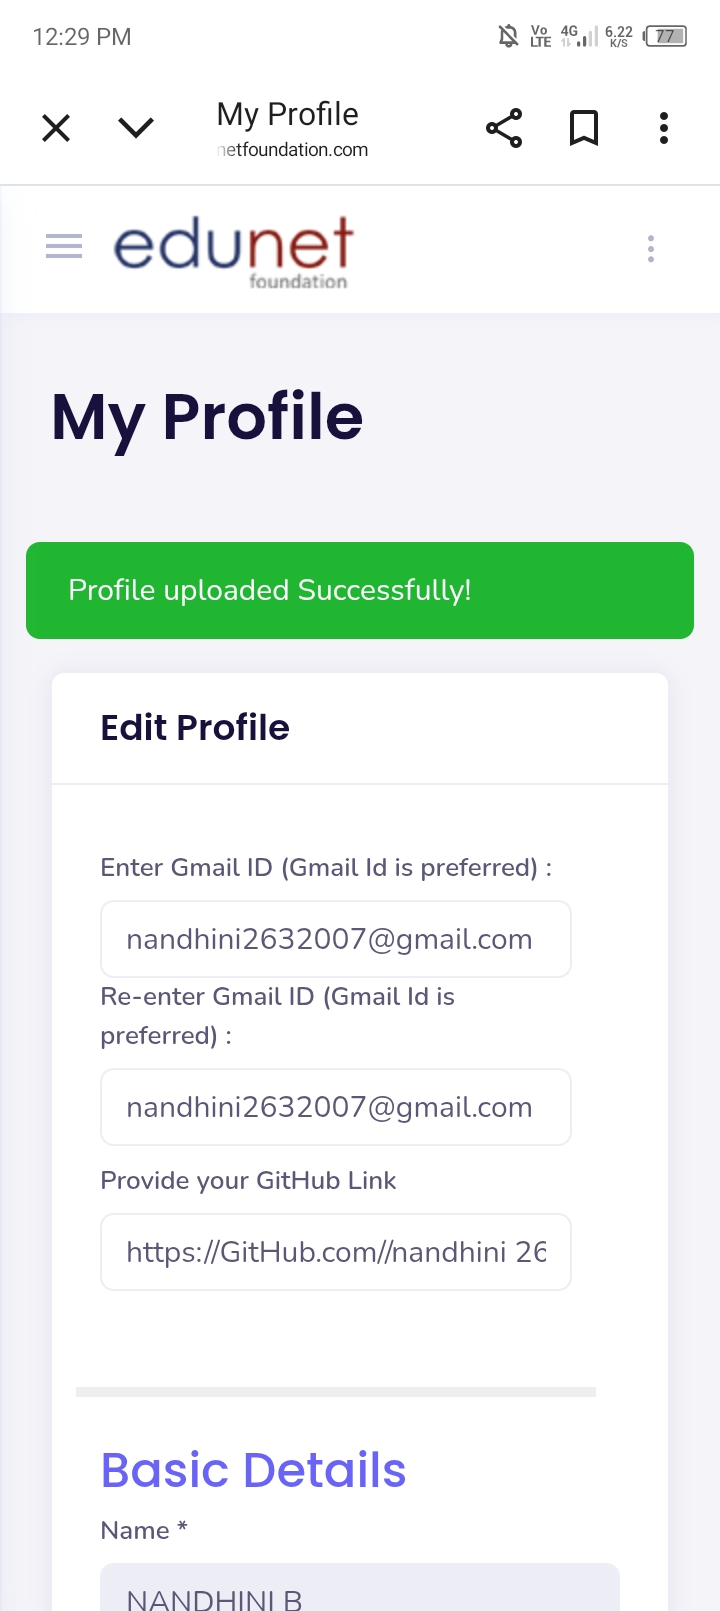 12:29 PM
Vo LTE 4G 6.22 K/S 77
My Profile
netfoundation.com
edunet
foundation
My Profile
Profile uploaded Successfully!
Edit Profile
Enter Gmail ID (Gmail Id is preferred) :
nandhini2632007@gmail.com
Re-enter Gmail ID (Gmail Id is
preferred) :
nandhini2632007@gmail.com
Provide your GitHub Link
https://GitHub.com//nandhini 26
Basic Details
Name *
NANDHINI B